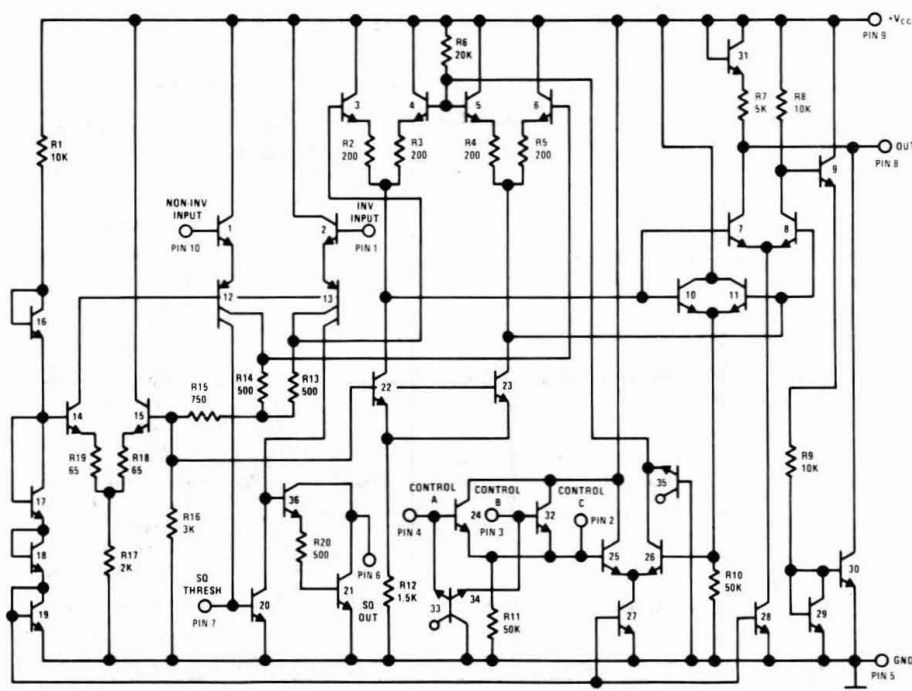 +VCC
PIN 9
R6
20K
31
R7
5K
R8
10K
3
4
5
6
R1
10K
R2
200
R3
200
R4
200
R5
200
OUT
PIN 8
9
NON-INV
INPUT
PIN 10
INV
INPUT
PIN 1
1
2
7
8
12
13
10
11
16
R14
500
R13
500
22
23
R15
750
14
15
R19
65
R18
65
R9
10K
36
CONTROL
A
CONTROL
B
CONTROL
C
35
17
R16
3K
24
32
PIN 4
PIN 3
PIN 2
R20
500
25
26
18
R17
2K
PIN 6
R10
50K
30
SQ
THRESH
PIN 7
20
21
SQ
OUT
R12
1.5K
33
34
R11
50K
19
27
28
29
GND
PIN 5